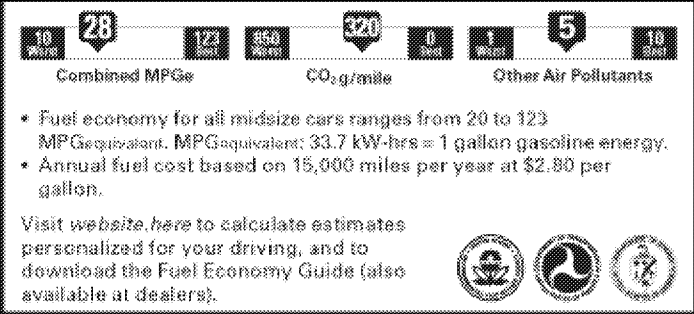 28
320
5
10
Worst
123
Best
650
Worst
0
Best
1
Worst
10
Best
Combined MPGe
CO₂ g/mile
Other Air Pollutants
• Fuel economy for all midsize cars ranges from 20 to 123
MPGequivalent. MPGequivalent: 33.7 kW-hrs = 1 gallon gasoline energy.
• Annual fuel cost based on 15,000 miles per year at $2.80 per
gallon.
Visit website.here to calculate estimates
personalized for your driving, and to
download the Fuel Economy Guide (also
available at dealers).